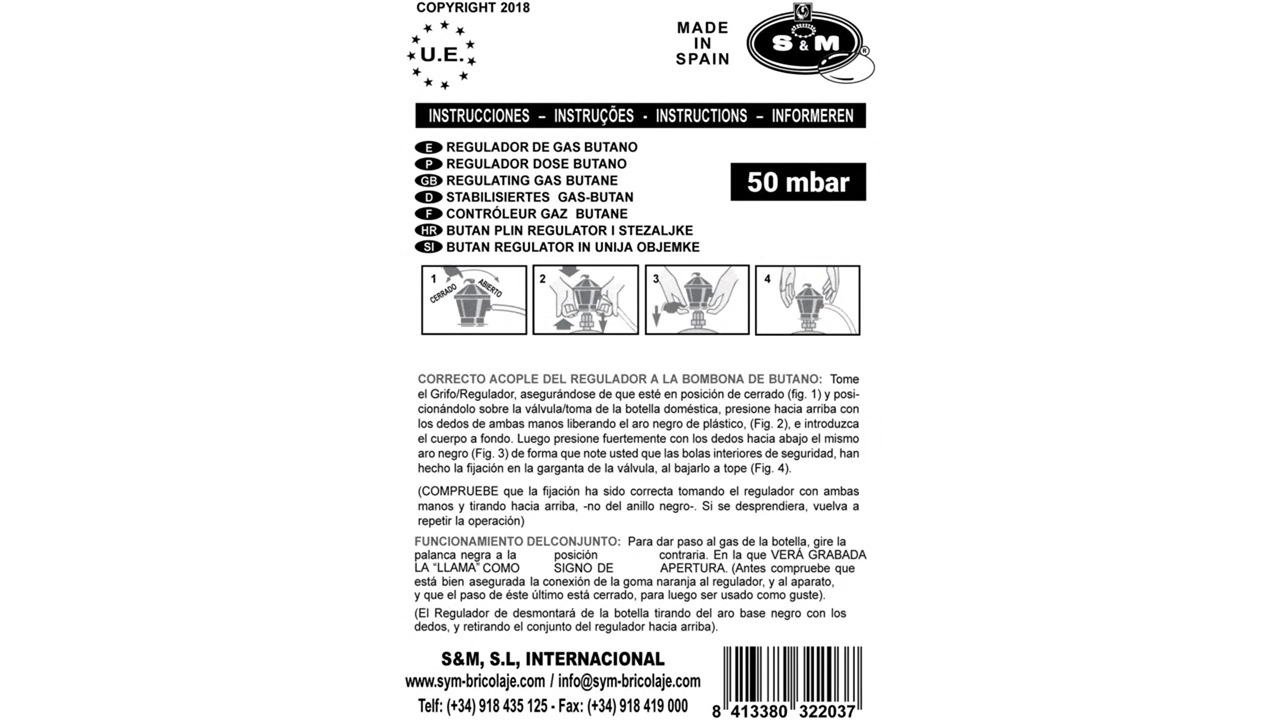 COPYRIGHT 2018
U.E.
MADE
IN
SPAIN
S & M
®
INSTRUCCIONES – INSTRUÇÕES - INSTRUCTIONS – INFORMEREN
E REGULADOR DE GAS BUTANO
P REGULADOR DOSE BUTANO
GB REGULATING GAS BUTANE
D STABILISIERTES GAS-BUTAN
F CONTRÓLEUR GAZ BUTANE
HR BUTAN PLIN REGULATOR I STEZALJKE
SI BUTAN REGULATOR IN UNIJA OBJEMKE
50 mbar
1
CERRADO
ABIERTO
2
3
4
CORRECTO ACOPLE DEL REGULADOR A LA BOMBONA DE BUTANO: Tome
el Grifo/Regulador, asegurándose de que esté en posición de cerrado (fig. 1) y posi-
cionándolo sobre la válvula/toma de la botella doméstica, presione hacia arriba con
los dedos de ambas manos liberando el aro negro de plástico, (Fig. 2), e introduzca
el cuerpo a fondo. Luego presione fuertemente con los dedos hacia abajo el mismo
aro negro (Fig. 3) de forma que note usted que las bolas interiores de seguridad, han
hecho la fijación en la garganta de la válvula, al bajarlo a tope (Fig. 4).
(COMPRUEBE que la fijación ha sido correcta tomando el regulador con ambas
manos y tirando hacia arriba, -no del anillo negro-. Si se desprendiera, vuelva a
repetir la operación)
FUNCIONAMIENTO DELCONJUNTO: Para dar paso al gas de la botella, gire la
palanca negra a la posición contraria. En la que VERÁ GRABADA
LA "LLAMA" COMO SIGNO DE APERTURA. (Antes compruebe que
está bien asegurada la conexión de la goma naranja al regulador, y al aparato,
y que el paso de éste último está cerrado, para luego ser usado como guste).
(El Regulador de desmontará de la botella tirando del aro base negro con los
dedos, y retirando el conjunto del regulador hacia arriba).
S&M, S.L, INTERNACIONAL
www.sym-bricolaje.com / info@sym-bricolaje.com
Telf: (+34) 918 435 125 - Fax: (+34) 918 419 000
8 413380 322037